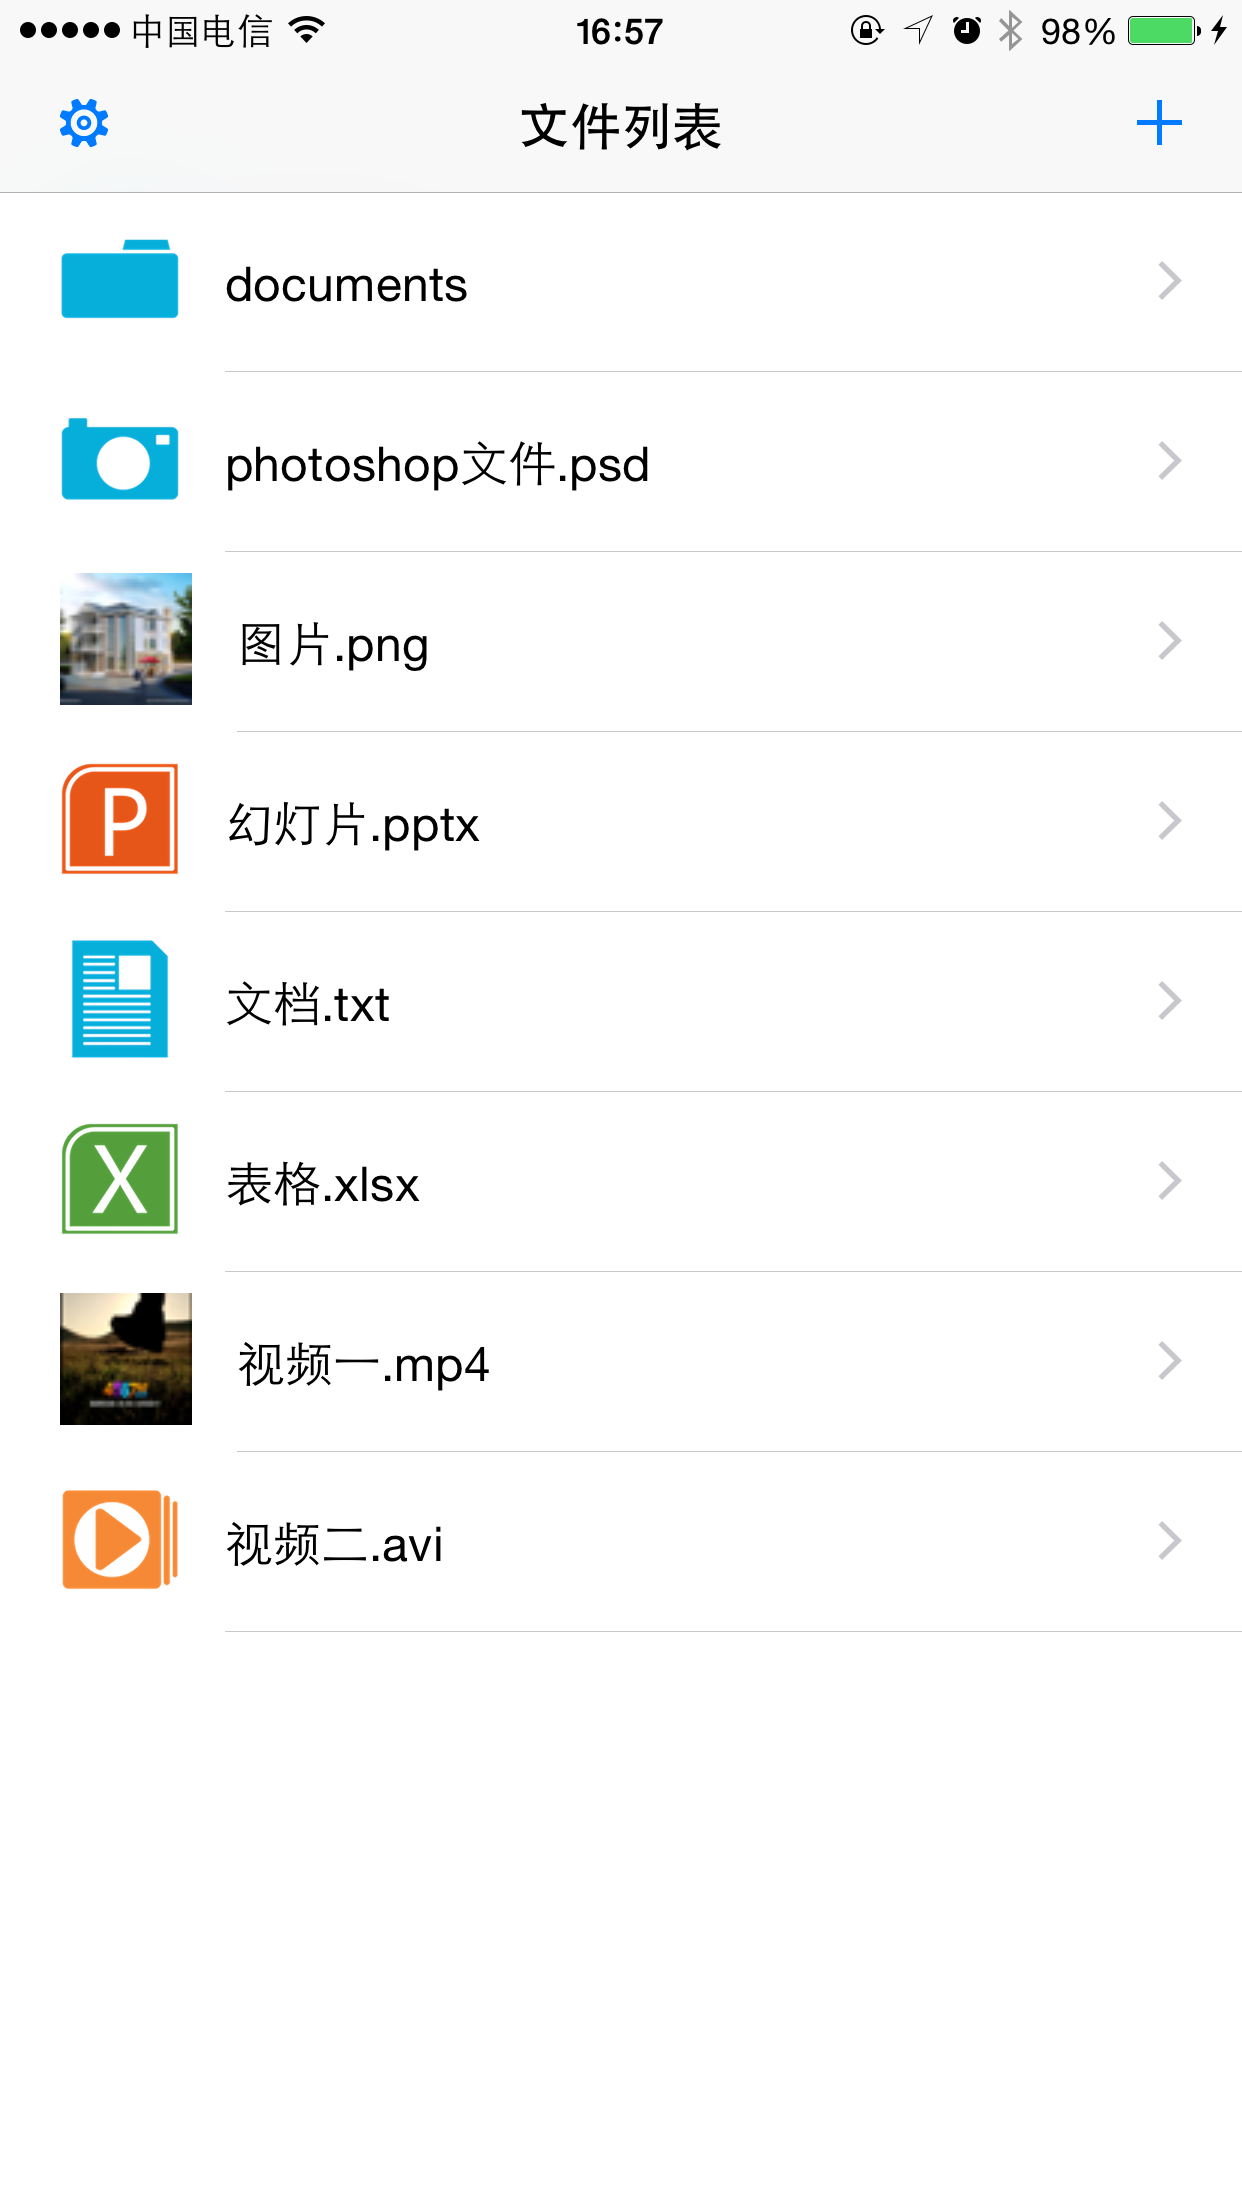 中国电信 16:57 98%
文件列表
documents
photoshop文件.psd
图片.png
P
幻灯片.pptx
文档.txt
X
表格.xlsx
视频一.mp4
视频二.avi